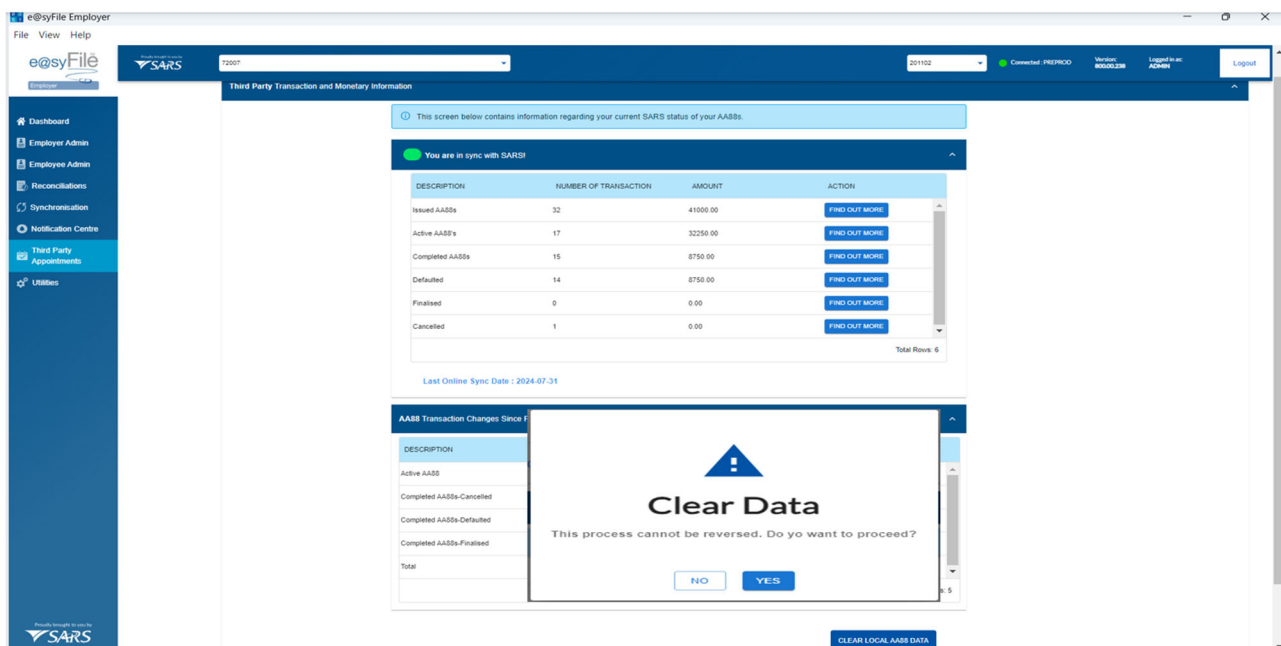 e@syFile Employer
File View Help
e@syFile
Employer
Proudly brought to you by
SARS
72007
201102
Connected : PREPROD
Version:
800.00.238
Logged in as:
ADMIN
Logout
Third Party Transaction and Monetary Information
This screen below contains information regarding your current SARS status of your AA88s.
Dashboard
Employer Admin
Employee Admin
Reconciliations
Synchronisation
Notification Centre
Third Party
Appointments
Utilities
You are in sync with SARS!
DESCRIPTION NUMBER OF TRANSACTION AMOUNT ACTION
Issued AA88s 32 41000.00 FIND OUT MORE
Active AA88's 17 32250.00 FIND OUT MORE
Completed AA88s 15 8750.00 FIND OUT MORE
Defaulted 14 8750.00 FIND OUT MORE
Finalised 0 0.00 FIND OUT MORE
Cancelled 1 0.00 FIND OUT MORE
Total Rows: 6
Last Online Sync Date : 2024-07-31
AA88 Transaction Changes Since
DESCRIPTION
Active AA88
Completed AA88s-Cancelled
Completed AA88s-Defaulted
Completed AA88s-Finalised
Total
s: 5
Clear Data
This process cannot be reversed. Do yo want to proceed?
NO YES
CLEAR LOCAL AA88 DATA
Proudly brought to you by
SARS